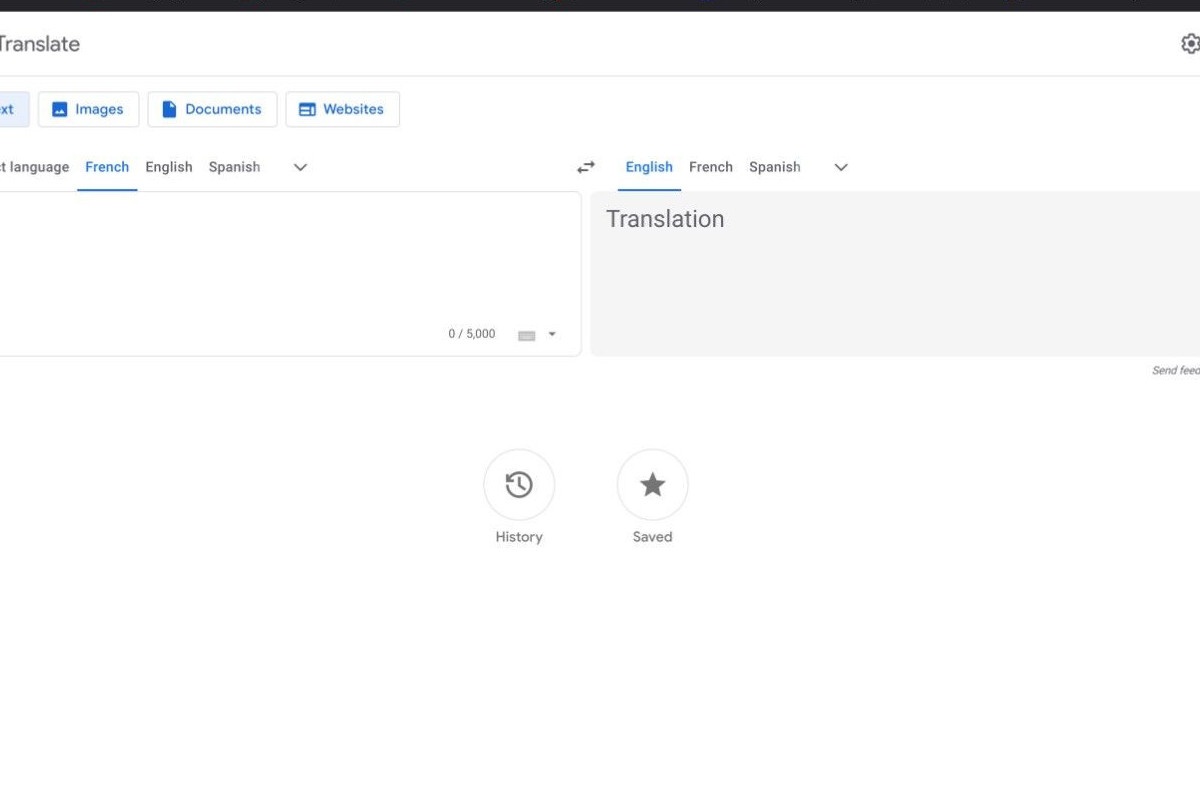 Translate
xt Images Documents Websites
t language French English Spanish English French Spanish
Translation
0 / 5,000
Send feed
History Saved